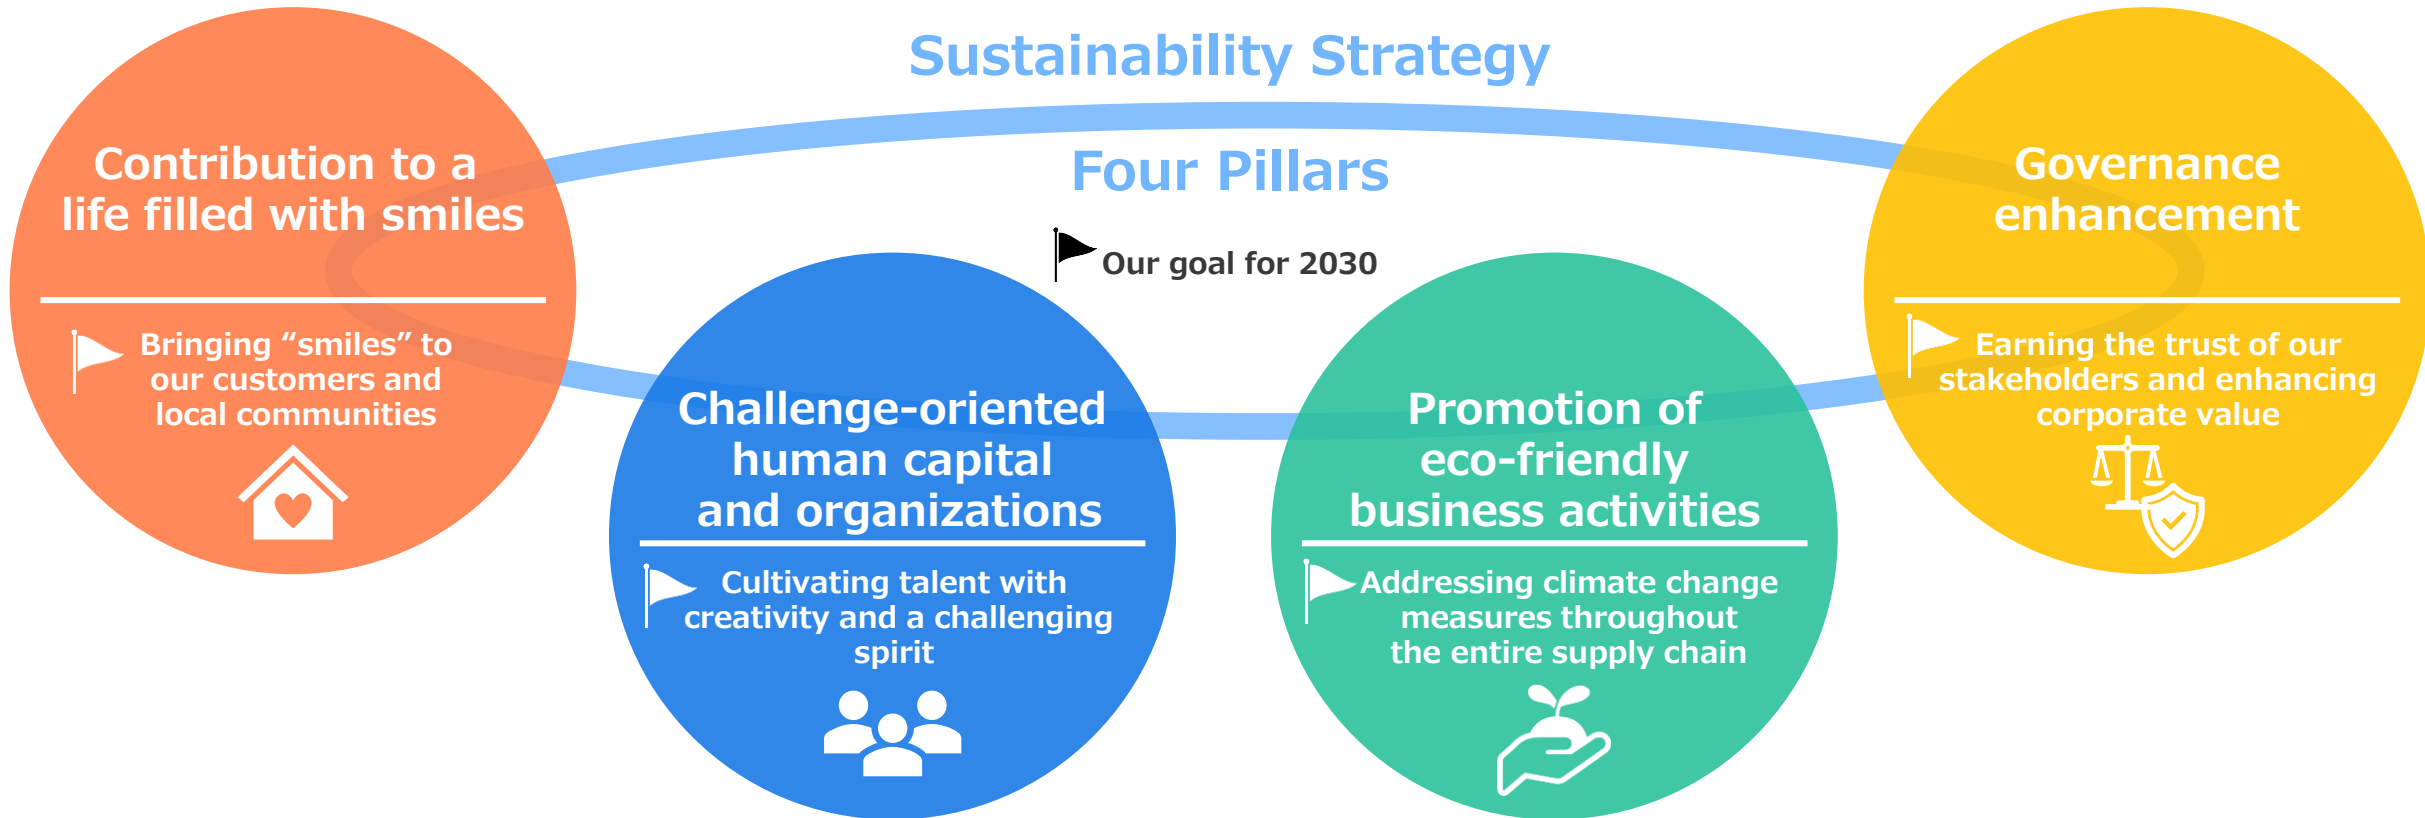 Sustainability Strategy
Four Pillars
Our goal for 2030
Contribution to a
life filled with smiles
Bringing “smiles” to
our customers and
local communities
Challenge-oriented
human capital
and organizations
Cultivating talent with
creativity and a challenging
spirit
Promotion of
eco-friendly
business activities
Addressing climate change
measures throughout
the entire supply chain
Governance
enhancement
Earning the trust of our
stakeholders and enhancing
corporate value